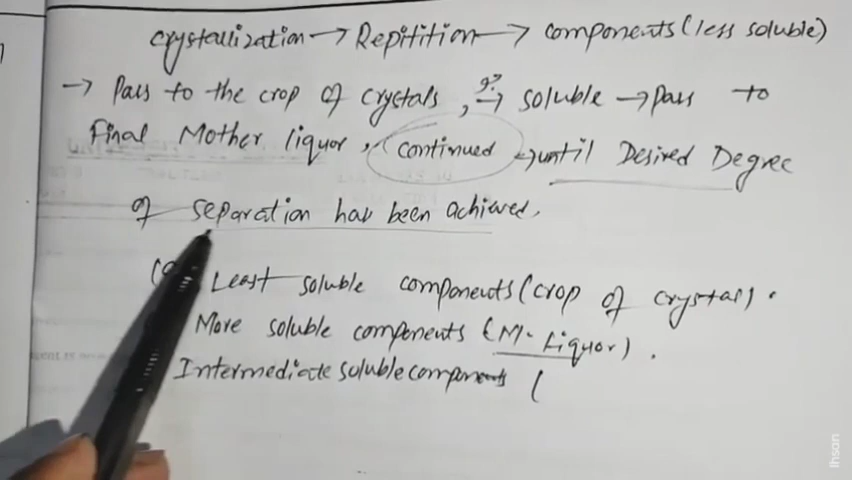 crystallization → Repitition → components (less soluble)
→ Pass to the crop of crystals, → soluble → pass to
final Mother liquor, (continued → until Desired Degree
of separation has been achieved.
Least soluble components (crop of crystals).
More soluble components (M. Liquor).
Intermediate soluble components (
Ihsan